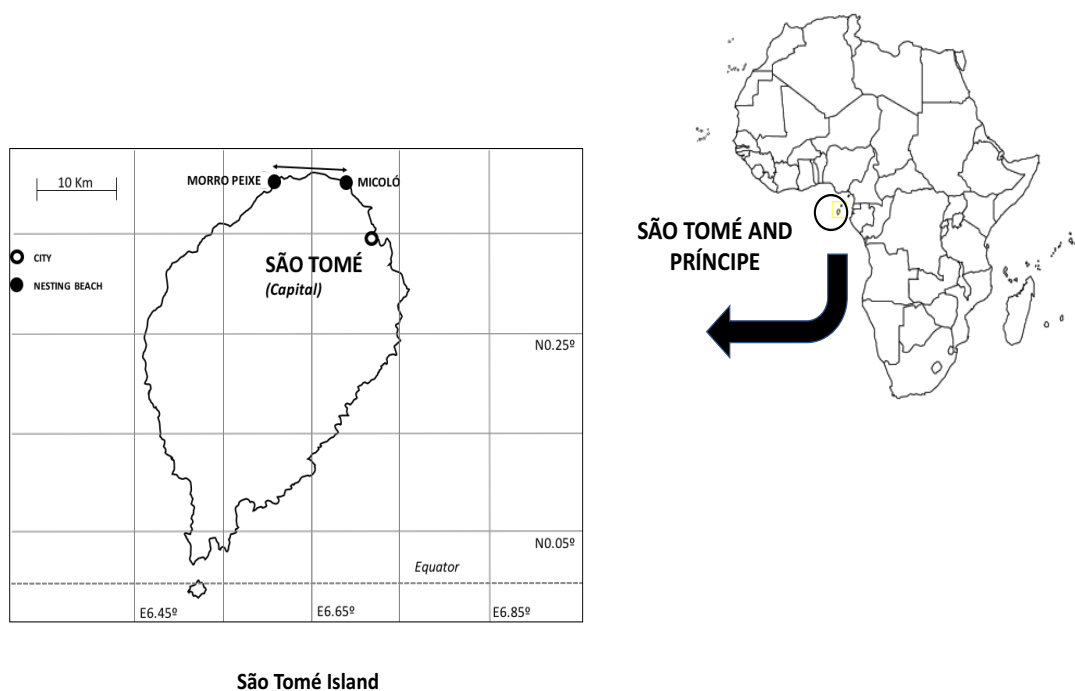 10 Km
MORRO PEIXE
MICOLÓ
CITY
NESTING BEACH
SÃO TOMÉ
(Capital)
N0.25º
N0.05º
Equator
E6.45º
E6.65º
E6.85º
São Tomé Island
SÃO TOMÉ AND
PRÍNCIPE